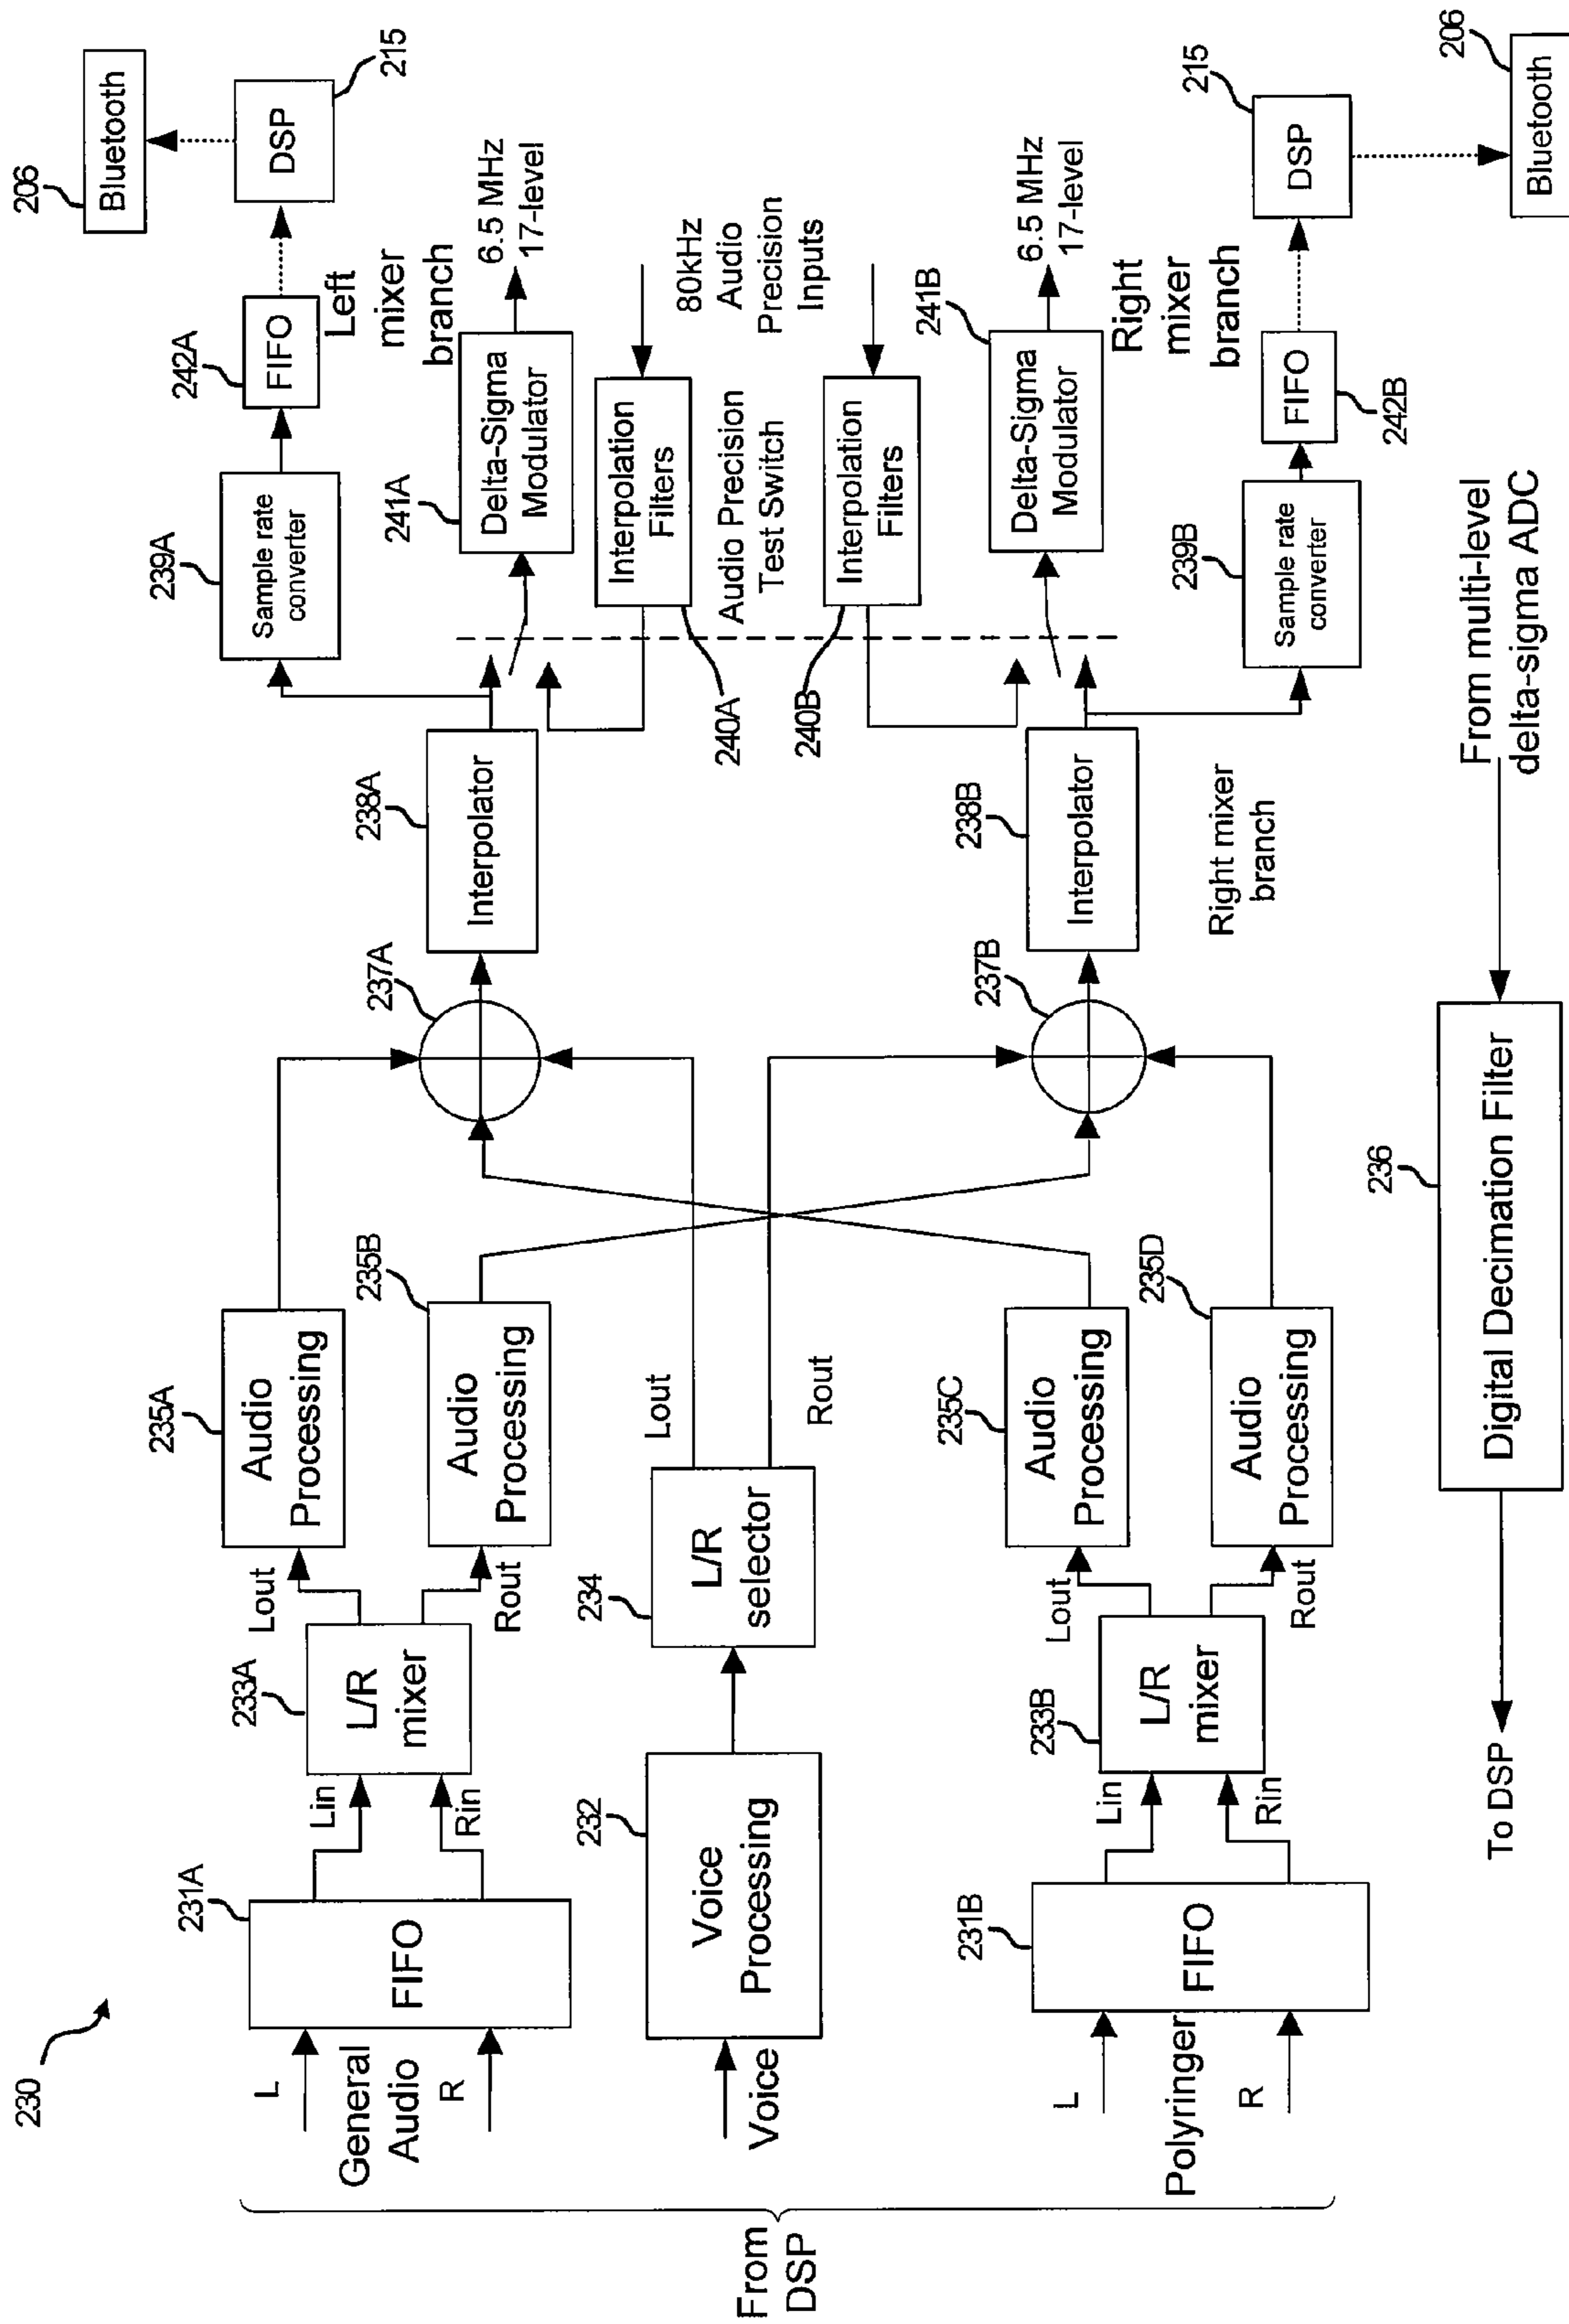 230
From
DSP
L
General
Audio
R
231A
FIFO
Lin
Rin
233A
L/R
mixer
Lout
Rout
235A
Audio
Processing
235B
Audio
Processing
Voice
232
Voice
Processing
234
L/R
selector
Lout
Rout
L
Polyringer
R
231B
FIFO
Lin
Rin
233B
L/R
mixer
Lout
Rout
235C
Audio
Processing
235D
Audio
Processing
237A
237B
238A
Interpolator
238B
Interpolator
Right mixer
branch
239A
Sample rate
converter
242A
FIFO
215
DSP
206
Bluetooth
Left
mixer
branch
241A
Delta-Sigma
Modulator
6.5 MHz
17-level
Interpolation
Filters
240A
Audio Precision
Test Switch
80kHz
Audio
Precision
Inputs
Interpolation
Filters
240B
241B
Delta-Sigma
Modulator
6.5 MHz
17-level
Right
mixer
branch
239B
Sample rate
converter
FIFO
242B
215
DSP
206
Bluetooth
To DSP
236
Digital Decimation Filter
From multi-level
delta-sigma ADC